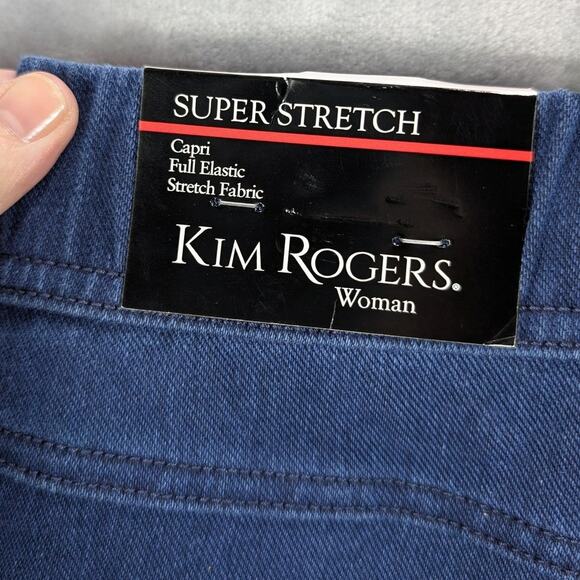 SUPER STRETCH
Capri
Full Elastic
Stretch Fabric
KIM ROGERS®
Woman